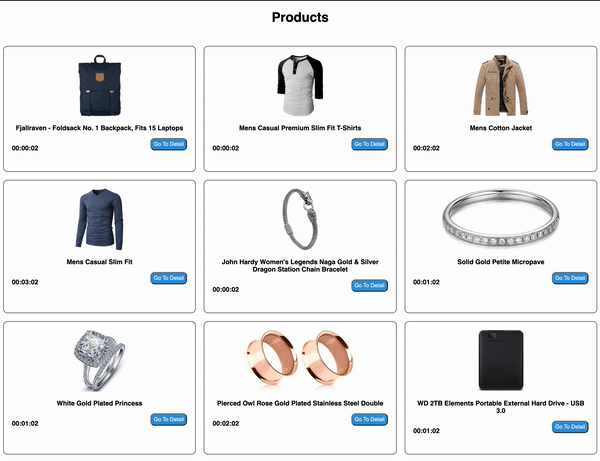 Products
Fjallraven - Foldsack No. 1 Backpack, Fits 15 Laptops
00:00:02
Go To Detail
Mens Casual Premium Slim Fit T-Shirts
00:00:02
Go To Detail
Mens Cotton Jacket
00:02:02
Go To Detail
Mens Casual Slim Fit
00:03:02
Go To Detail
John Hardy Women's Legends Naga Gold & Silver
Dragon Station Chain Bracelet
00:00:02
Go To Detail
Solid Gold Petite Micropave
00:01:02
Go To Detail
White Gold Plated Princess
00:01:02
Go To Detail
Pierced Owl Rose Gold Plated Stainless Steel Double
00:02:02
Go To Detail
WD 2TB Elements Portable External Hard Drive - USB
3.0
00:01:02
Go To Detail